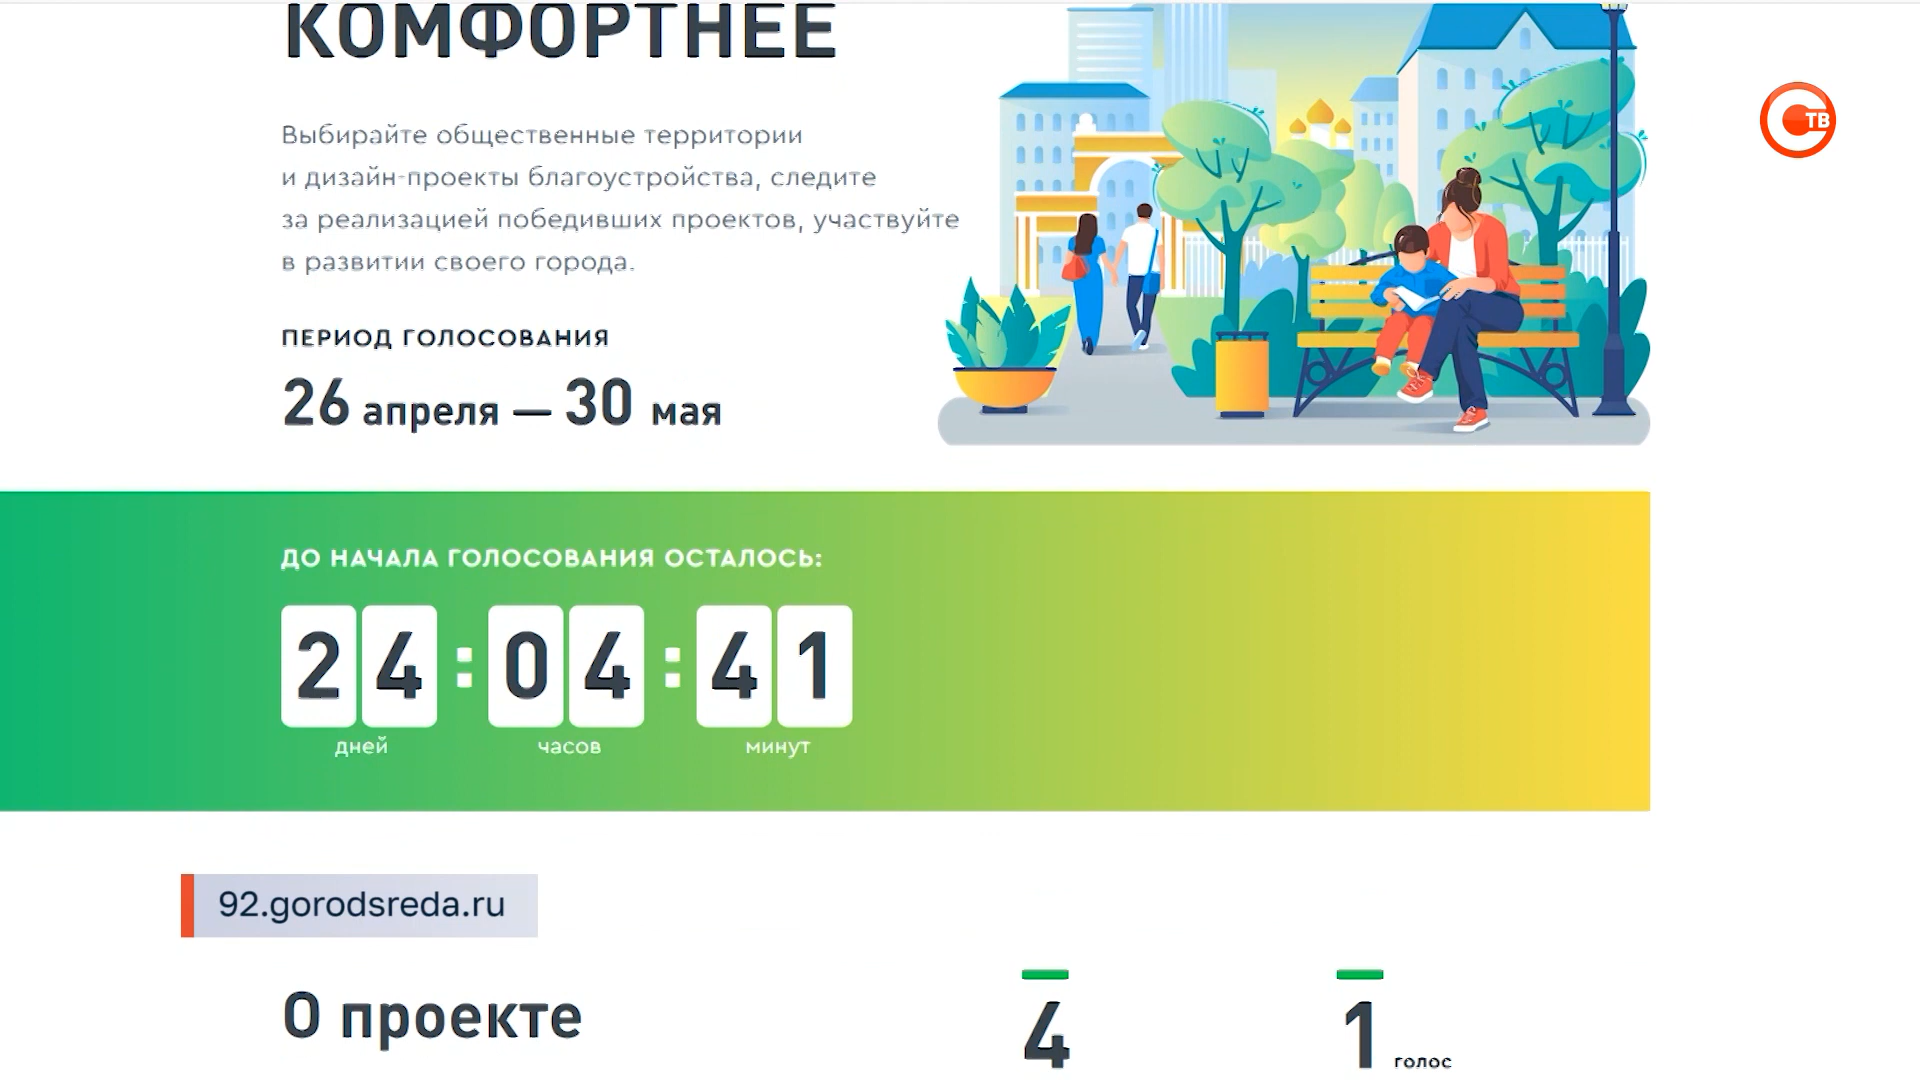 КОМФОРТНЕЕ
Выбирайте общественные территории
и дизайн-проекты благоустройства, следите
за реализацией победивших проектов, участвуйте
в развитии своего города.
ПЕРИОД ГОЛОСОВАНИЯ
26 апреля — 30 мая
ТВ
ДО НАЧАЛА ГОЛОСОВАНИЯ ОСТАЛОСЬ:
24 : 04 : 41
дней часов минут
92.gorodsreda.ru
О проекте
4
1 голос